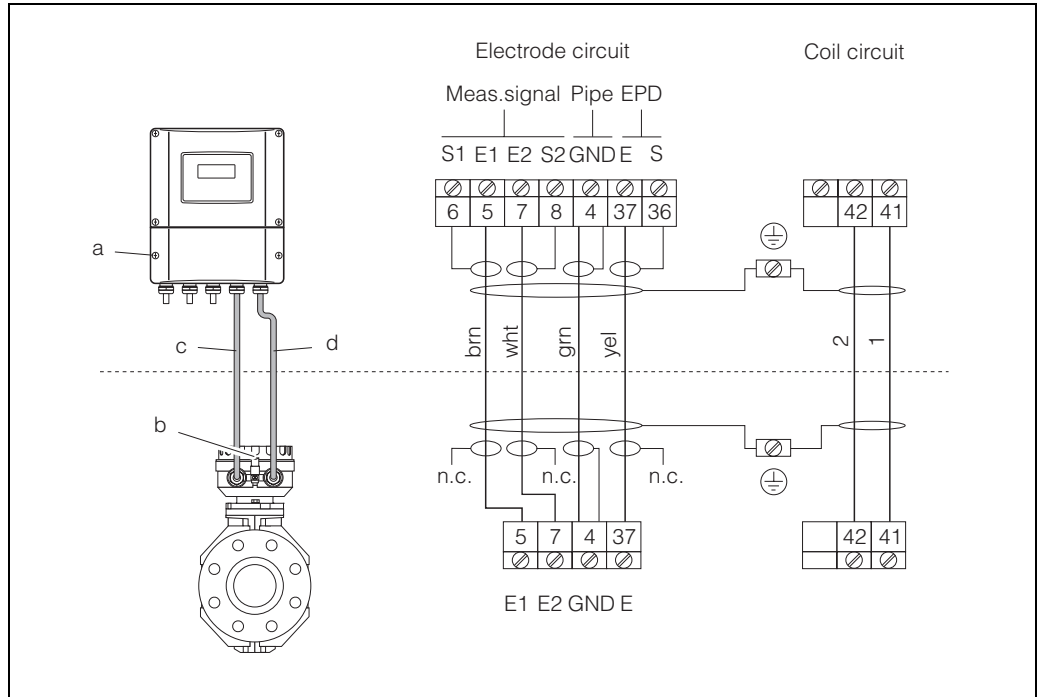 Electrode circuit
Coil circuit
Meas.signal Pipe EPD
S1 E1 E2 S2 GND E S
6 5 7 8 4 37 36
42 41
a
brn
wht
grn
yel
2
1
c
d
b
n.c.
n.c.
n.c.
5 7 4 37
42 41
E1 E2 GND E